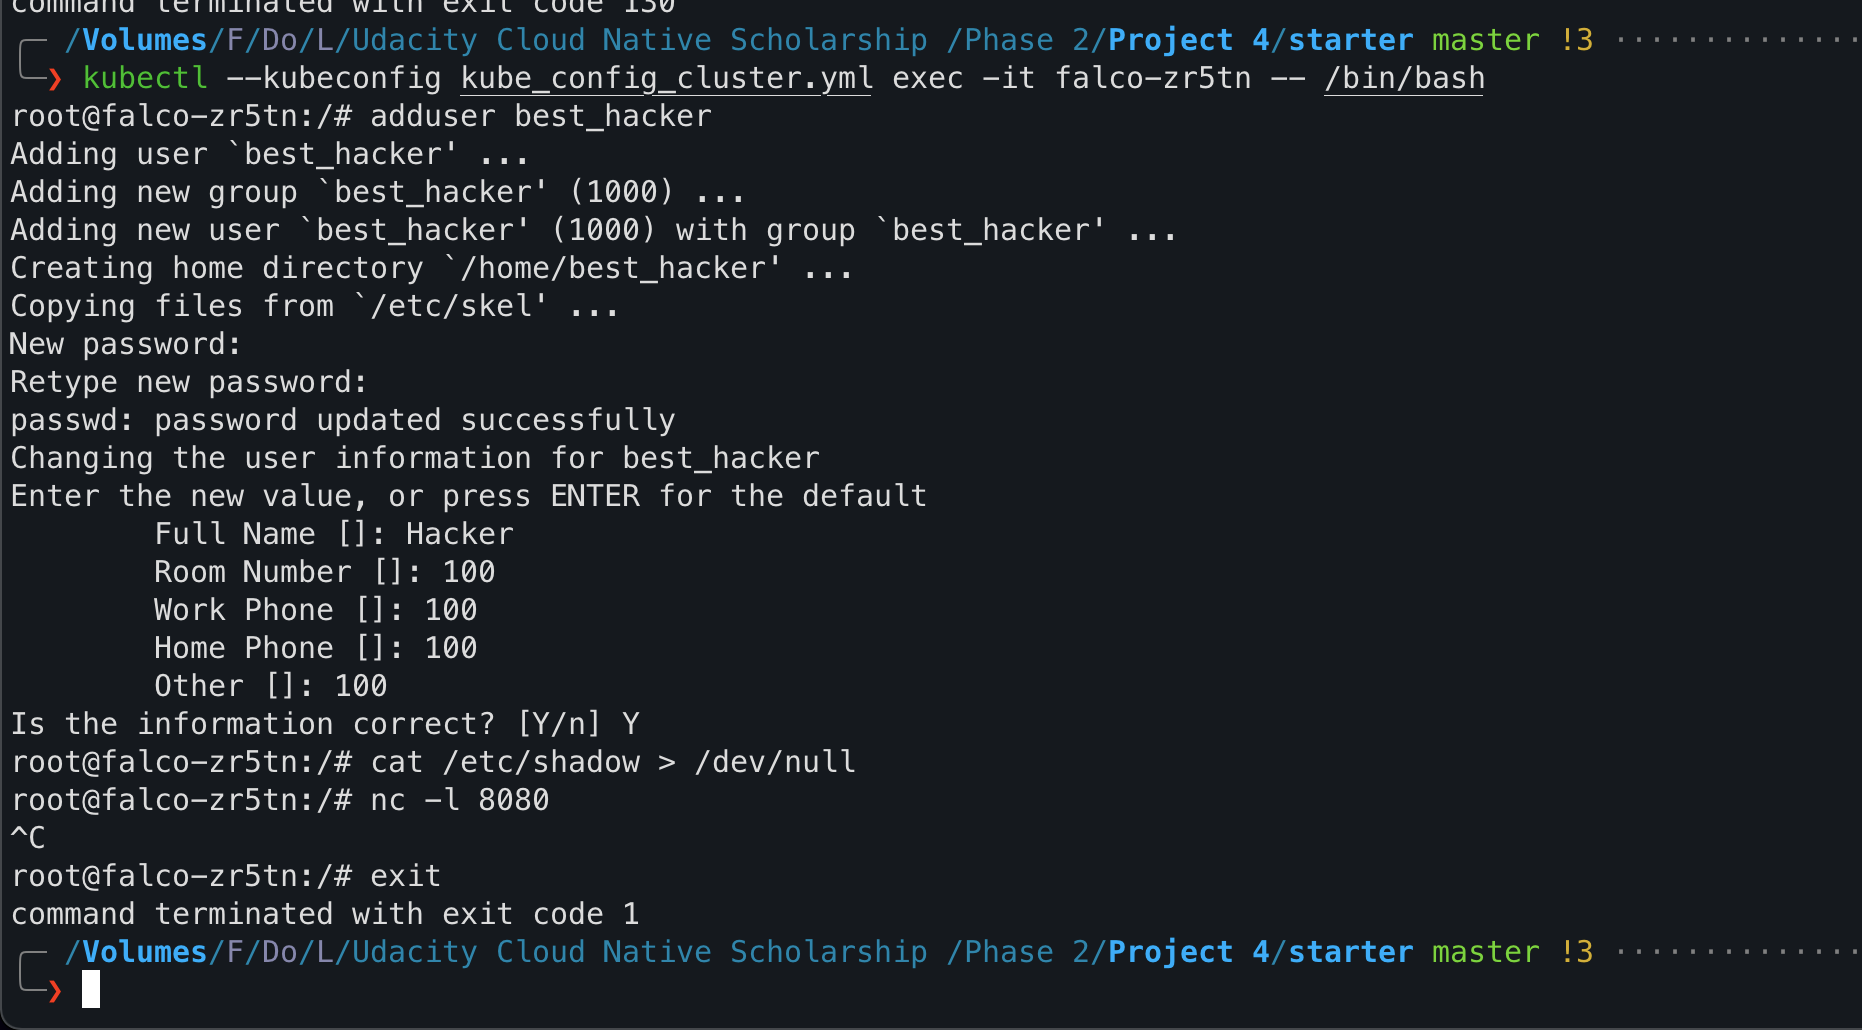 command terminated with exit code 130
/Volumes/F/Do/L/Udacity Cloud Native Scholarship /Phase 2/Project 4/starter master !3 ··············
❯ kubectl --kubeconfig kube_config_cluster.yml exec -it falco-zr5tn -- /bin/bash
root@falco-zr5tn:/# adduser best_hacker
Adding user `best_hacker' ...
Adding new group `best_hacker' (1000) ...
Adding new user `best_hacker' (1000) with group `best_hacker' ...
Creating home directory `/home/best_hacker' ...
Copying files from `/etc/skel' ...
New password:
Retype new password:
passwd: password updated successfully
Changing the user information for best_hacker
Enter the new value, or press ENTER for the default
        Full Name []: Hacker
        Room Number []: 100
        Work Phone []: 100
        Home Phone []: 100
        Other []: 100
Is the information correct? [Y/n] Y
root@falco-zr5tn:/# cat /etc/shadow > /dev/null
root@falco-zr5tn:/# nc -l 8080
^C
root@falco-zr5tn:/# exit
command terminated with exit code 1
/Volumes/F/Do/L/Udacity Cloud Native Scholarship /Phase 2/Project 4/starter master !3 ··············
❯